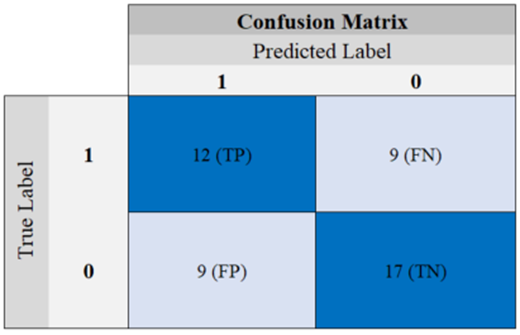 Confusion Matrix
Predicted Label
1 0
True Label
1 12 (TP) 9 (FN)
0 9 (FP) 17 (TN)